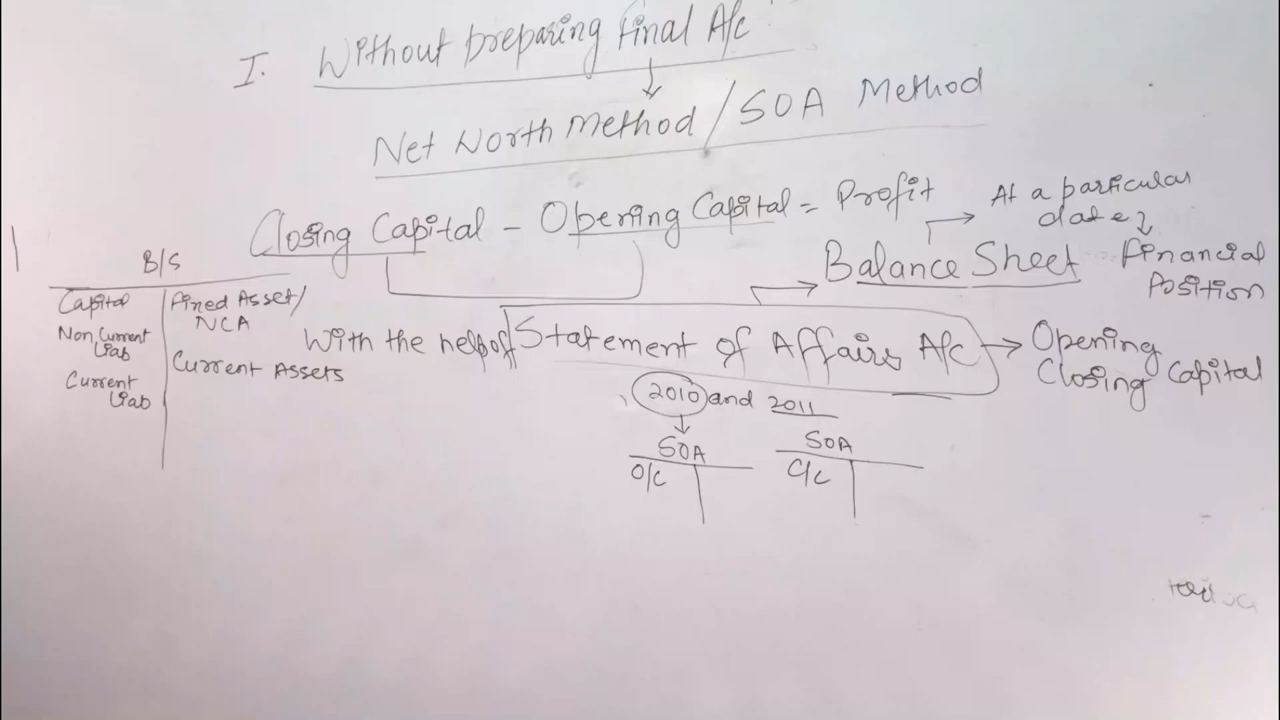 I. Without preparing Final A/c
Net Worth Method / SOA Method
Closing Capital - Opening Capital = Profit
At a particular
date
Balance Sheet
Financial
Position
B/S
Capital
Non Current
Liab
Current
Liab
Fixed Asset/
NCA
Current Assets
With the help of Statement of Affairs A/c
Opening
Closing Capital
2010 and 2011
SOA
O/C
SOA
C/C